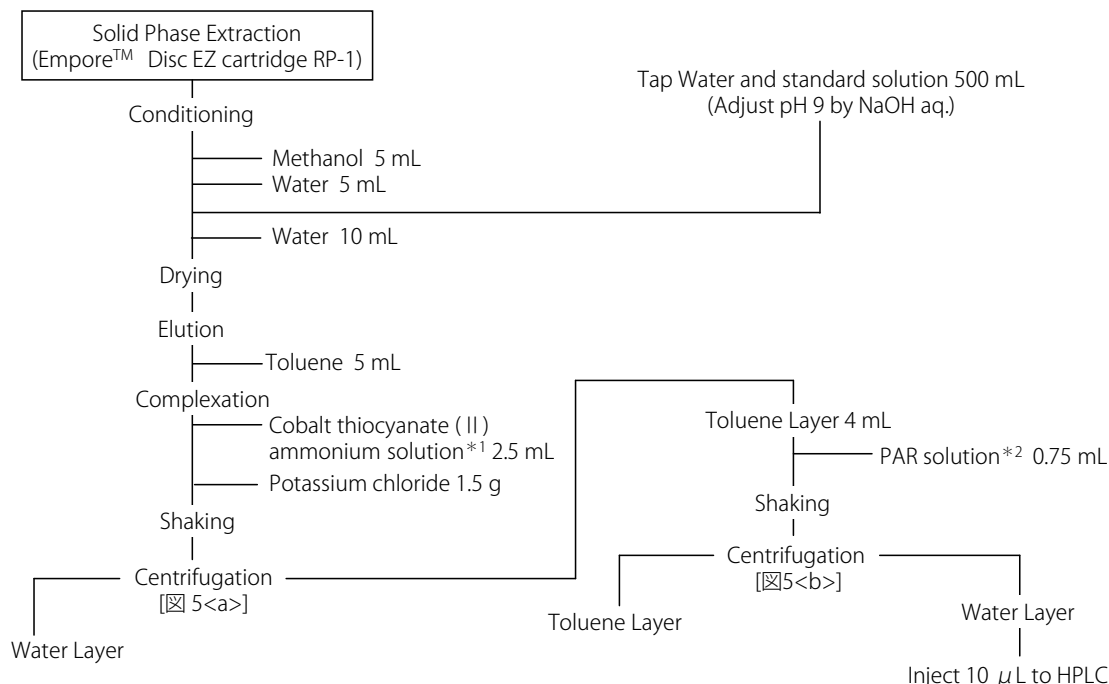 Solid Phase Extraction
(Empore™ Disc EZ cartridge RP-1)
Conditioning
Methanol 5 mL
Water 5 mL
Tap Water and standard solution 500 mL
(Adjust pH 9 by NaOH aq.)
Water 10 mL
Drying
Elution
Toluene 5 mL
Complexation
Cobalt thiocyanate (Ⅱ)
ammonium solution*1 2.5 mL
Potassium chloride 1.5 g
Shaking
Centrifugation
[図 5<a>]
Water Layer
Toluene Layer 4 mL
PAR solution*2 0.75 mL
Shaking
Centrifugation
[図5<b>]
Toluene Layer
Water Layer
Inject 10 μL to HPLC